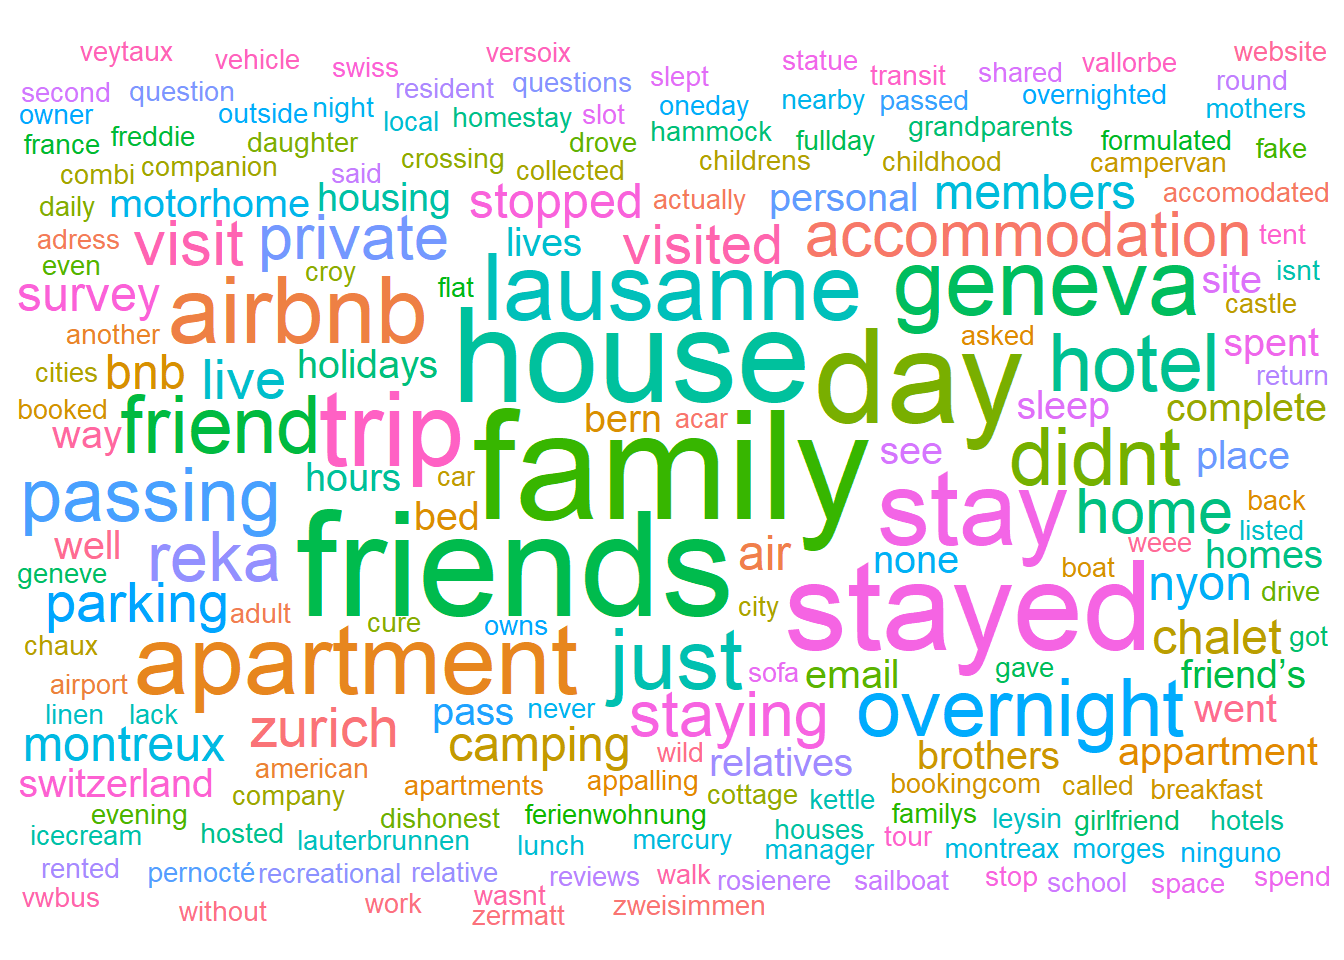 veytaux vehicle swiss versoix statue transit shared vallorbe website
second question resident questions slept round
owner outside night local homestay slot oneday nearby passed overnighted mothers
france freddie daughter crossing drove hammock fullday grandparents formulated fake
combi companion said collected childrens childhood campervan
daily motorhome housing stopped actually personal members accomodated
adress visit private lives visited accommodation tent
even croy flat lausanne geneva site isnt
survey airbnb house day castle
another holidays asked hotel spent
cities bnb live return
booked friend trip family bern acar sleep complete
way hours car see didnt place
passing bed stay home back
well reka friends air none weee listed homes
geneve boat nyon drive
parking adult cure owns city stayed chalet got
chaux apartment just sofa email gave friend’s
airport
linen lack zurich pass never staying overnight went
montreux camping wild relatives brothers appartment
switzerland american company apartments appalling cottage kettle bookingcom called breakfast
evening dishonest ferienwohnung houses familys leysin girlfriend hotels
icecream hosted lauterbrunnen lunch mercury manager tour montreax morges ninguno
rented pernocté recreational relative reviews walk rosienere sailboat stop school space spend
vwbus without work wasnt zermatt zweisimmen